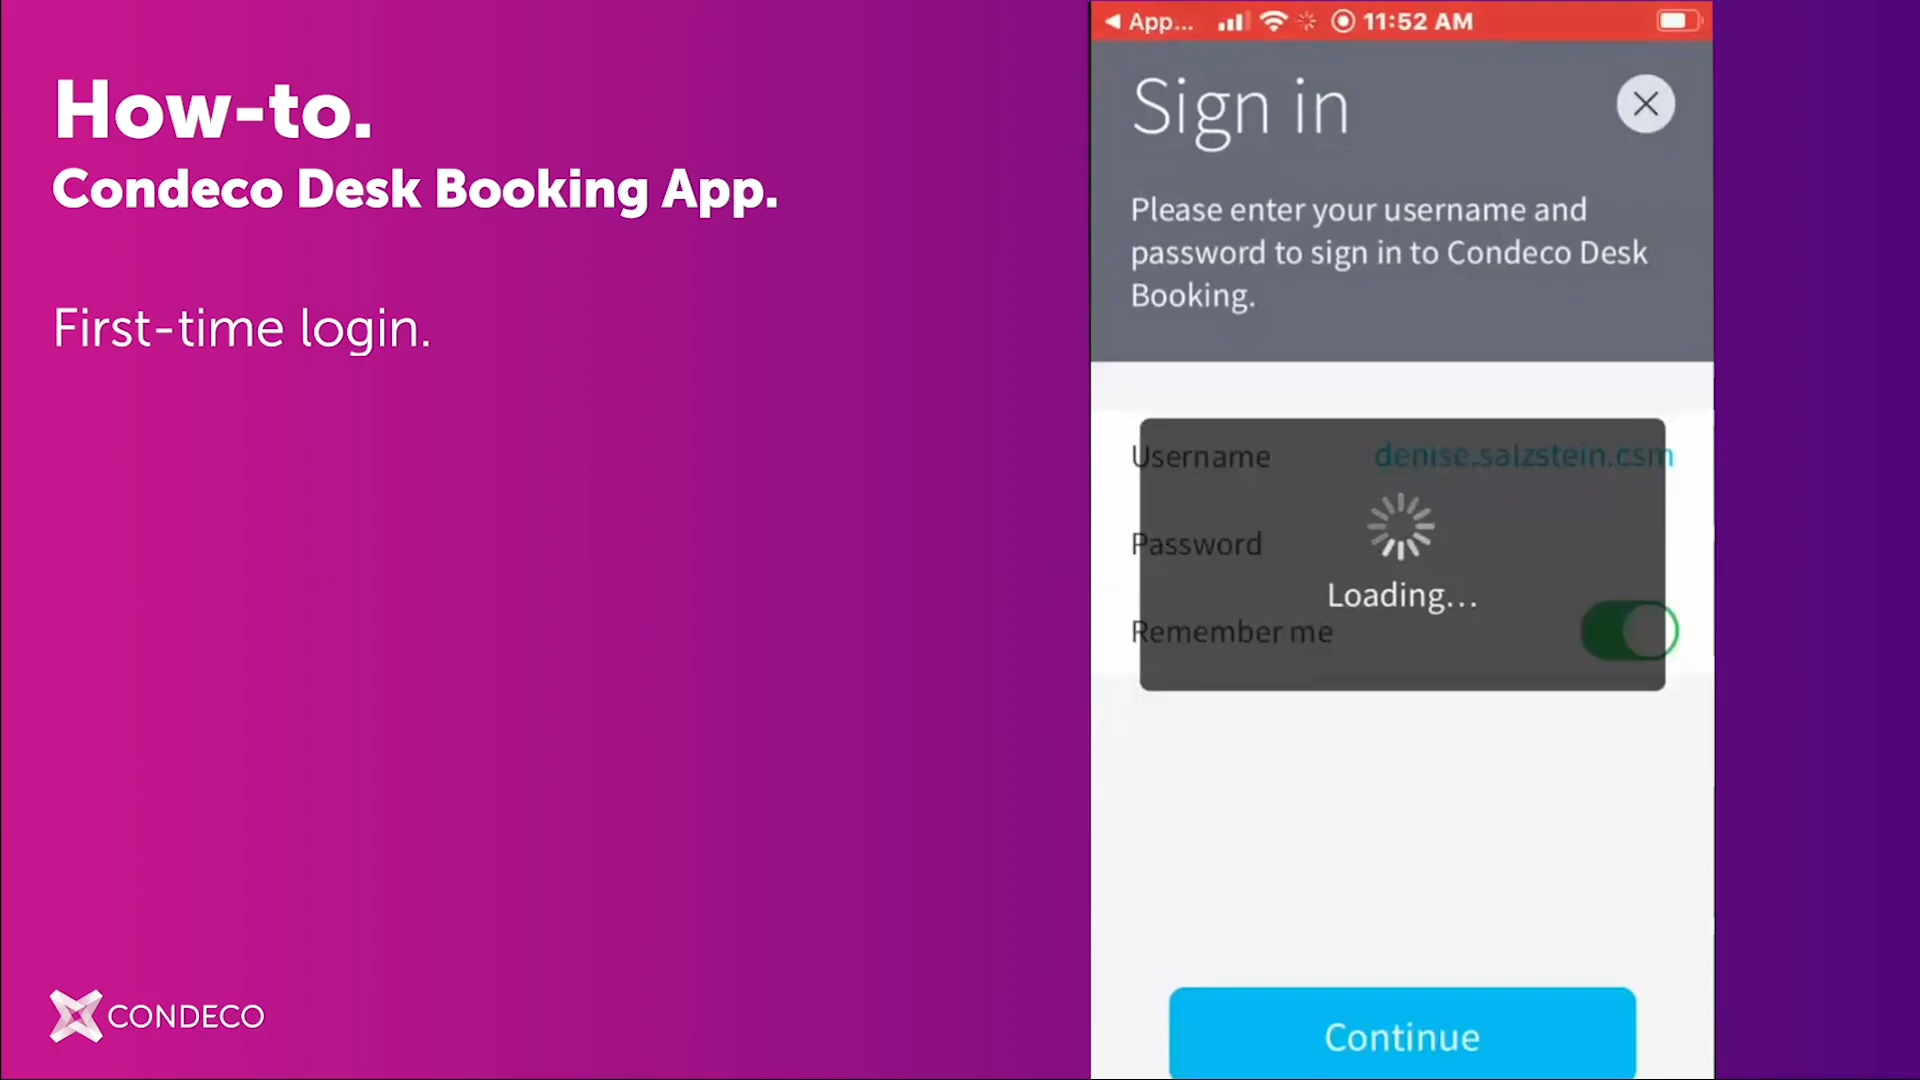 How-to.
Condeco Desk Booking App.
First-time login.
CONDECO
App... 11:52 AM
Sign in
Please enter your username and
password to sign in to Condeco Desk
Booking.
Username denise.salzstein.csm
Password
Loading...
Remember me
Continue